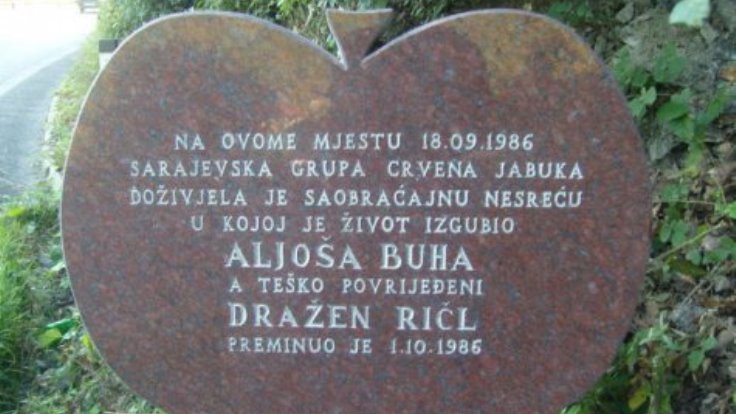 NA OVOME MJESTU 18.09.1986
SARAJEVSKA GRUPA CRVENA JABUKA
DOŽIVJELA JE SAOBRAĆAJNU NESREĆU
U KOJOJ JE ŽIVOT IZGUBIO
ALJOŠA BUHA
A TEŠKO POVRIJEĐENI
DRAŽEN RIČL
PREMINUO JE 1.10.1986